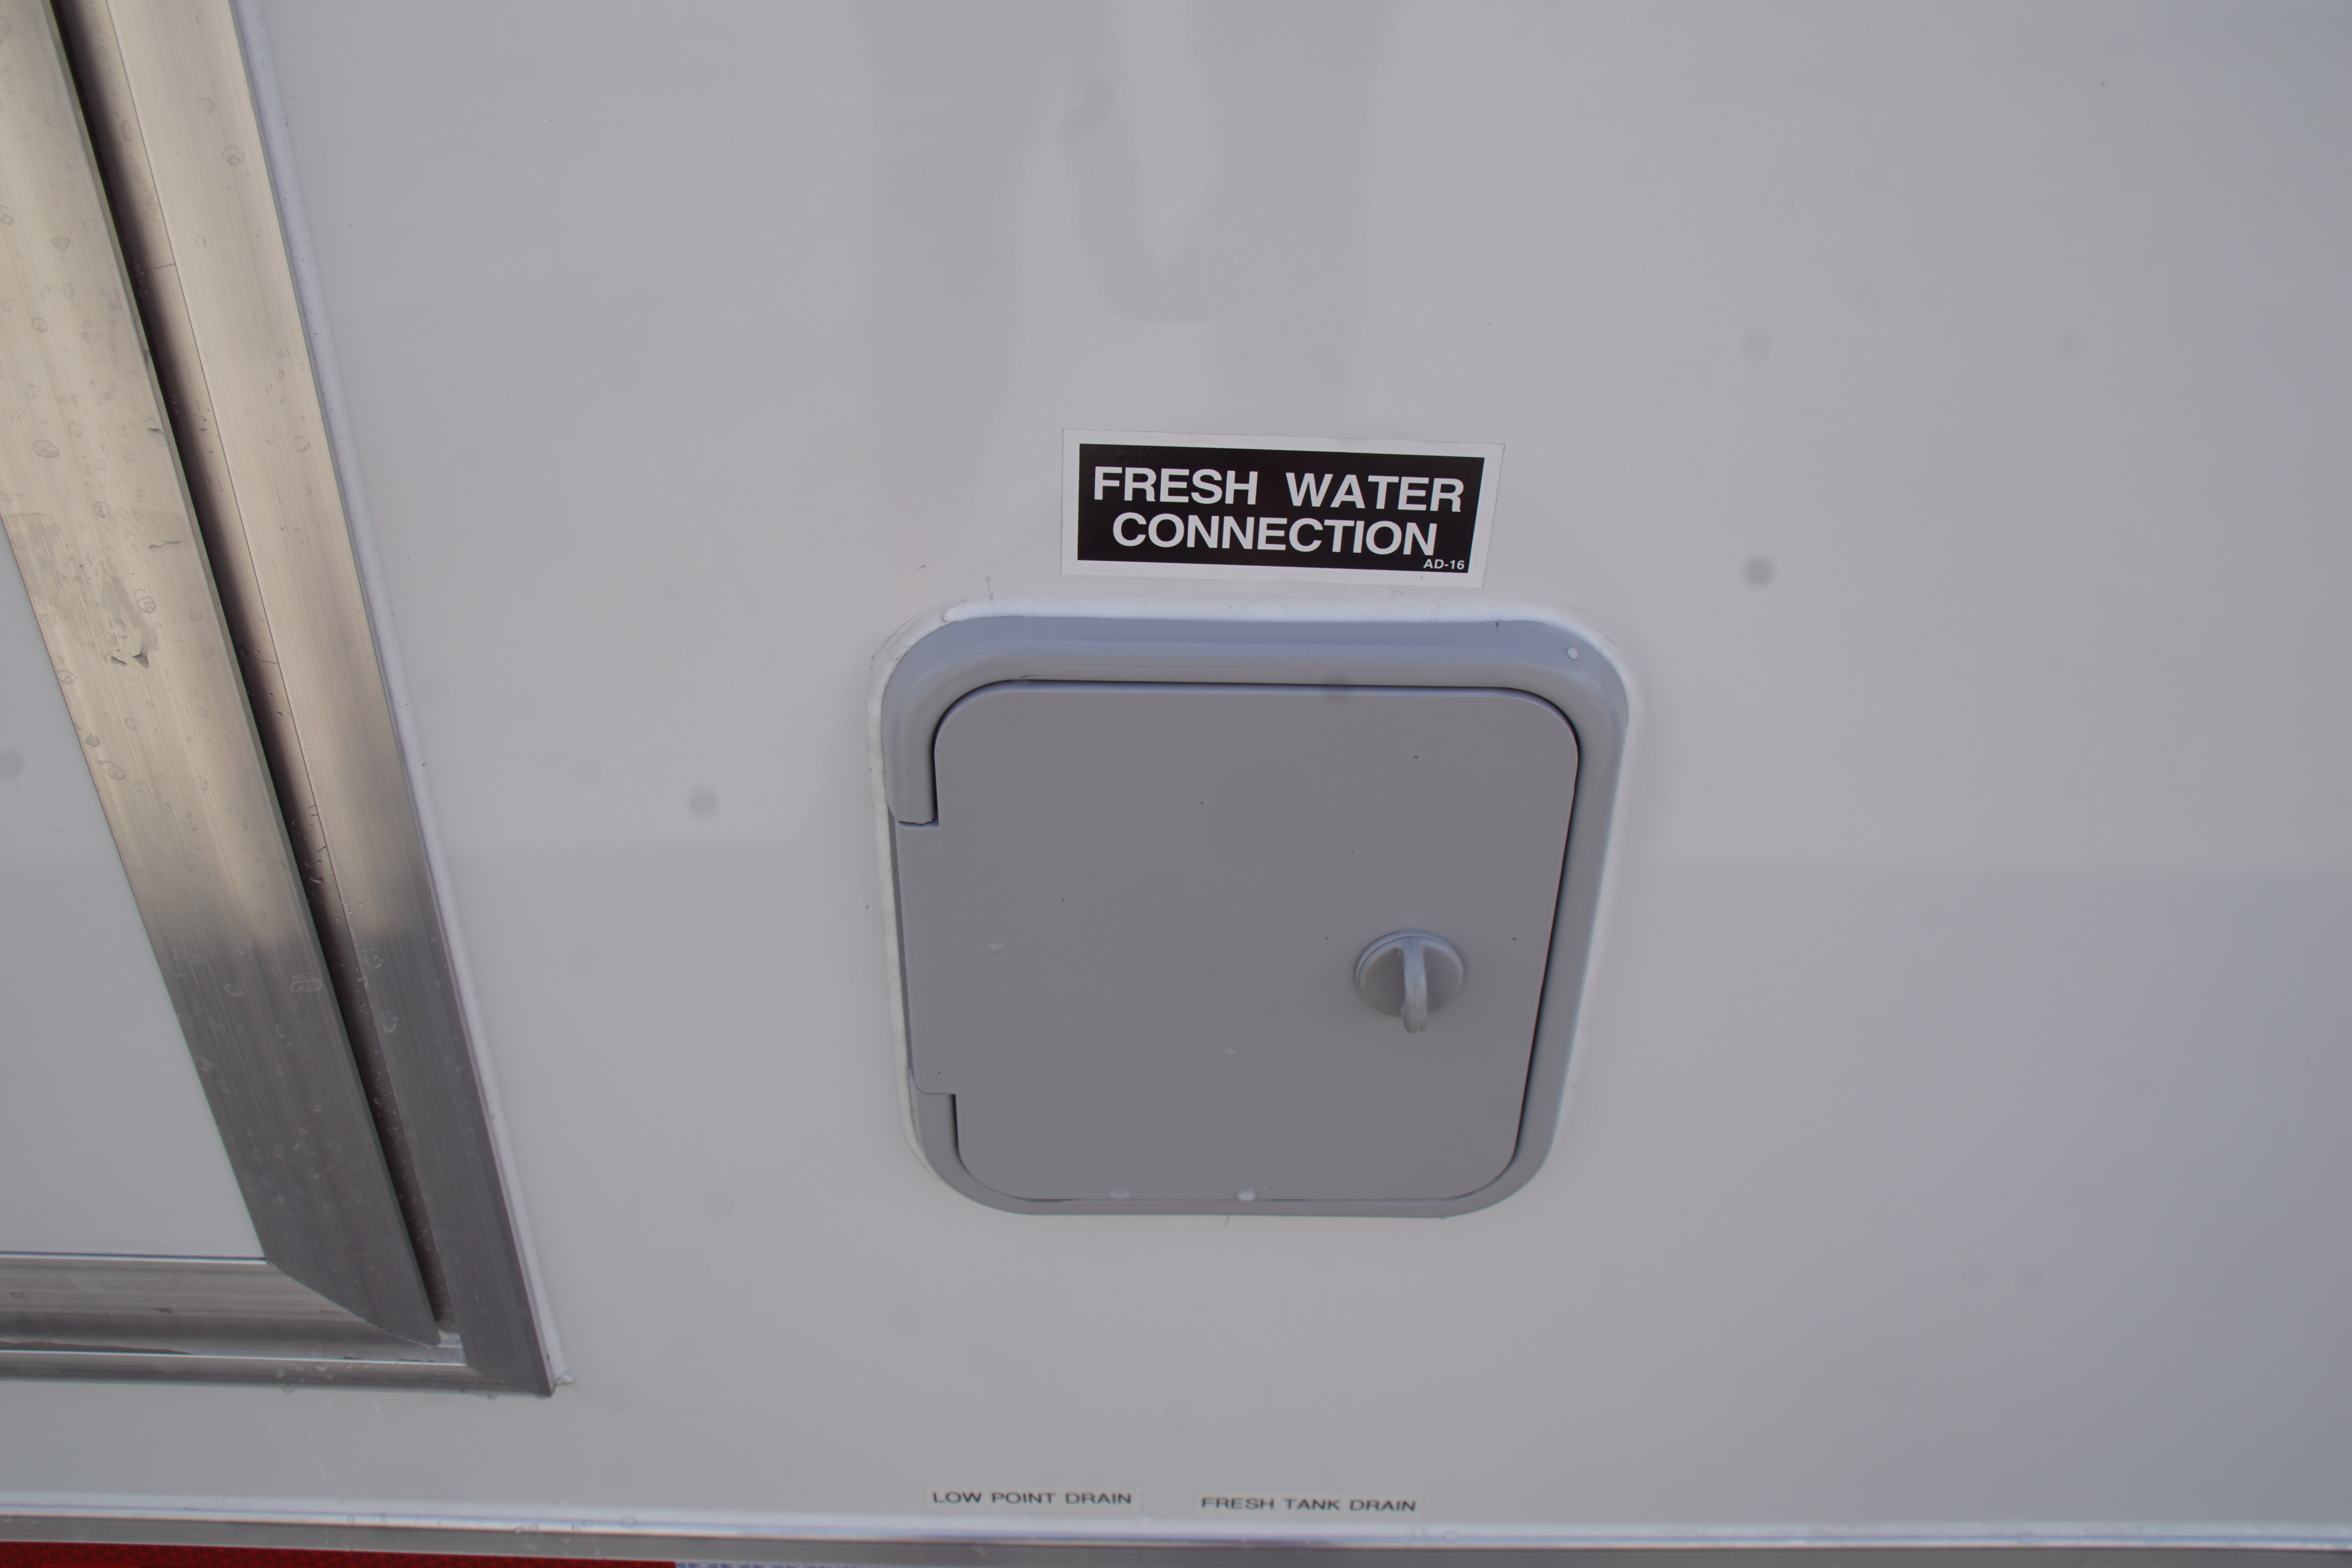 FRESH WATER
CONNECTION
AD-16
LOW POINT DRAIN
FRESH TANK DRAIN